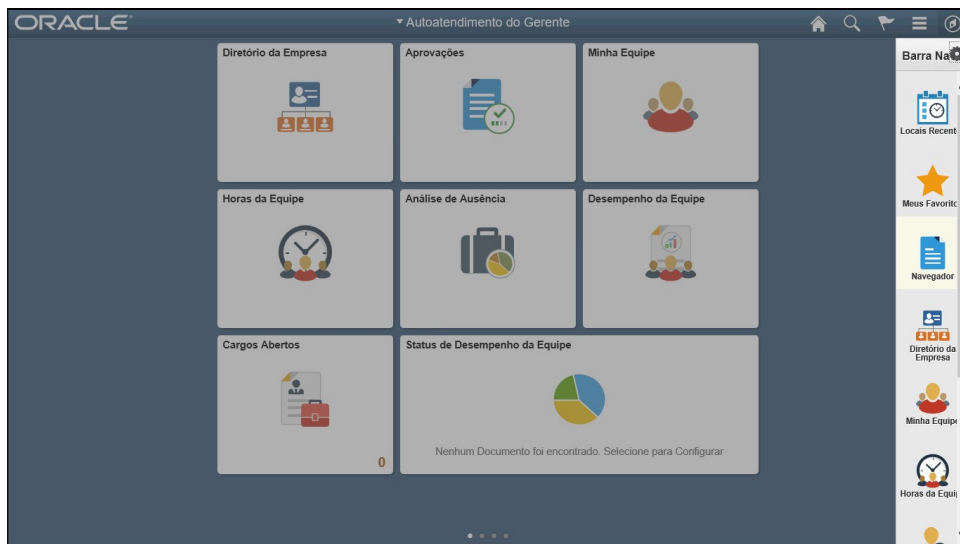 ORACLE
Autoatendimento do Gerente
Diretório da Empresa
Aprovações
Minha Equipe
Horas da Equipe
Análise de Ausência
Desempenho da Equipe
Cargos Abertos
0
Status de Desempenho da Equipe
Nenhum Documento foi encontrado. Selecione para Configurar
Barra Na
Locais Recent
Meus Favorito
Navegador
Diretório da
Empresa
Minha Equipe
Horas da Equi